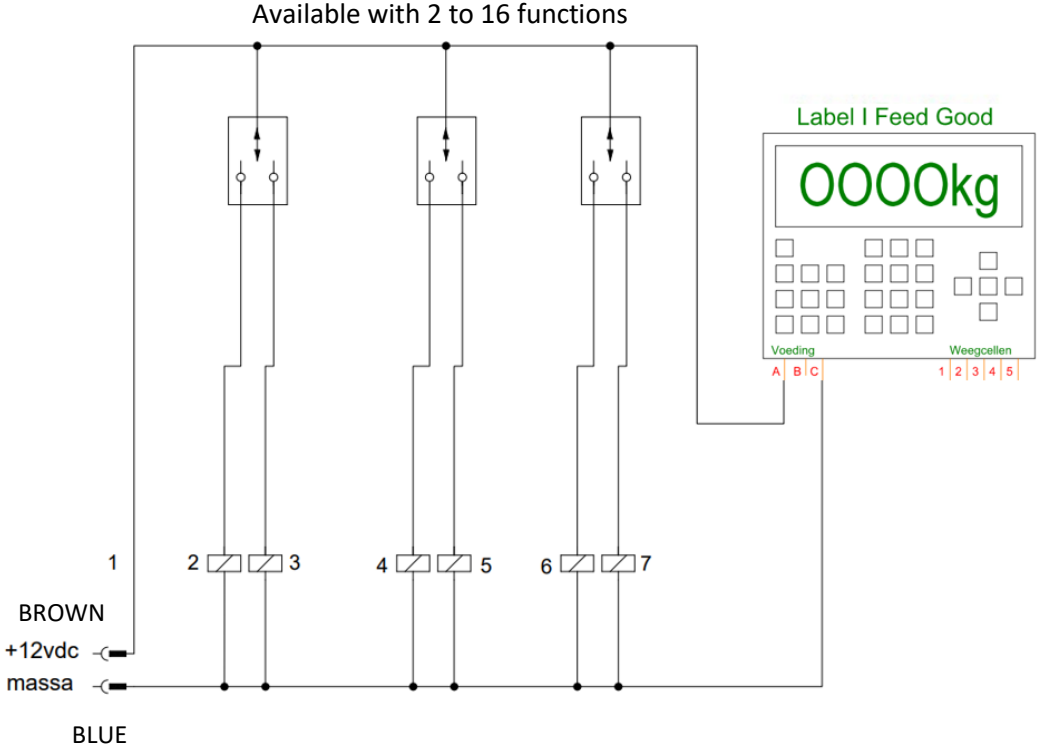 Available with 2 to 16 functions
Label I Feed Good
OOOOkg
Voeding
Weegcellen
A B C
1 2 3 4 5
1
2
3
4
5
6
7
BROWN
+12vdc
massa
BLUE